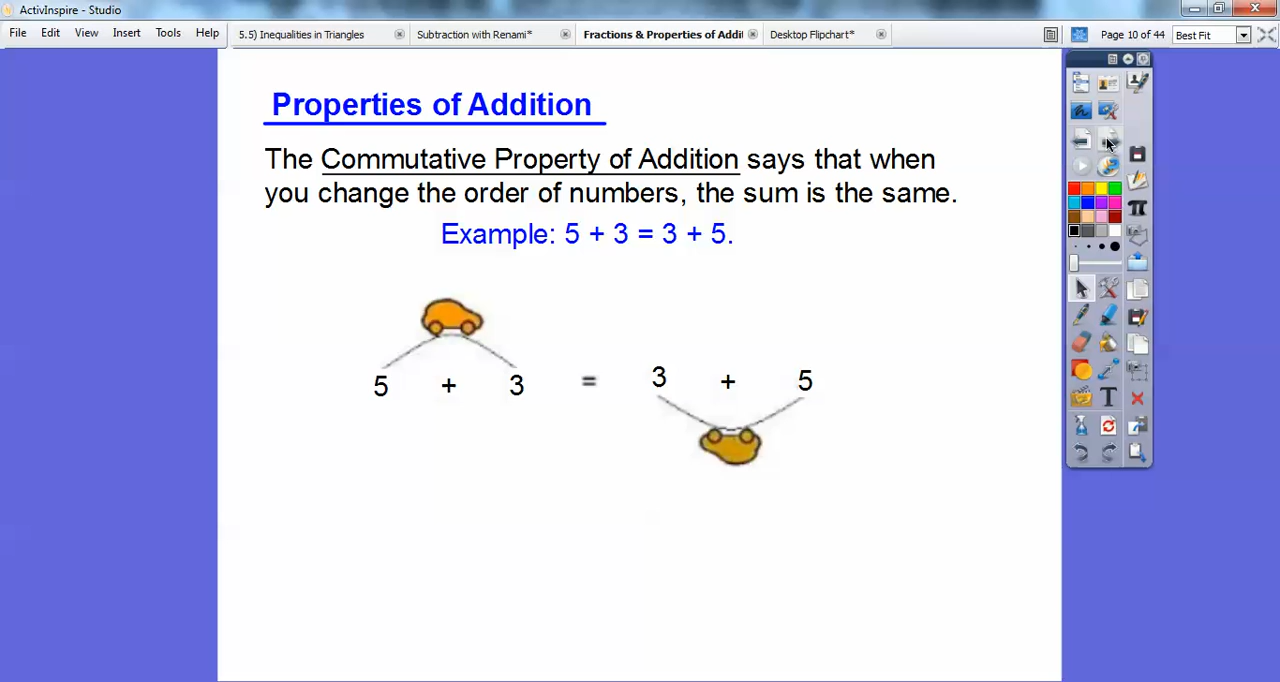 ActivInspire - Studio
File Edit View Insert Tools Help
5.5) Inequalities in Triangles Subtraction with Renami* Fractions & Properties of Addit Desktop Flipchart* Page 10 of 44 Best Fit
Properties of Addition
The Commutative Property of Addition says that when
you change the order of numbers, the sum is the same.
Example: 5 + 3 = 3 + 5.
5 + 3 = 3 + 5